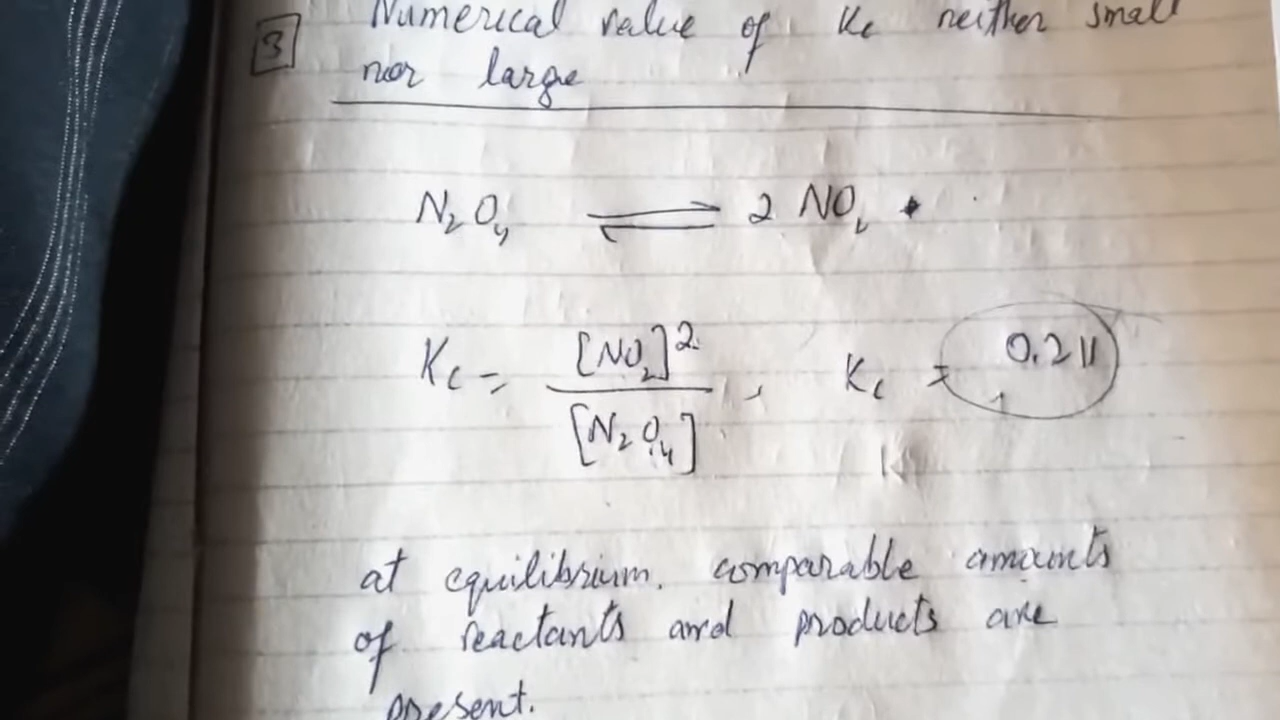 3
Numerical value of Kc neither small
nor large
N₂O₄ ⇌ 2 NO₂
Kc = [NO₂]² / [N₂O₄] , Kc = 0.211
K
at equilibrium. comparable amounts
of reactants and products are
present.